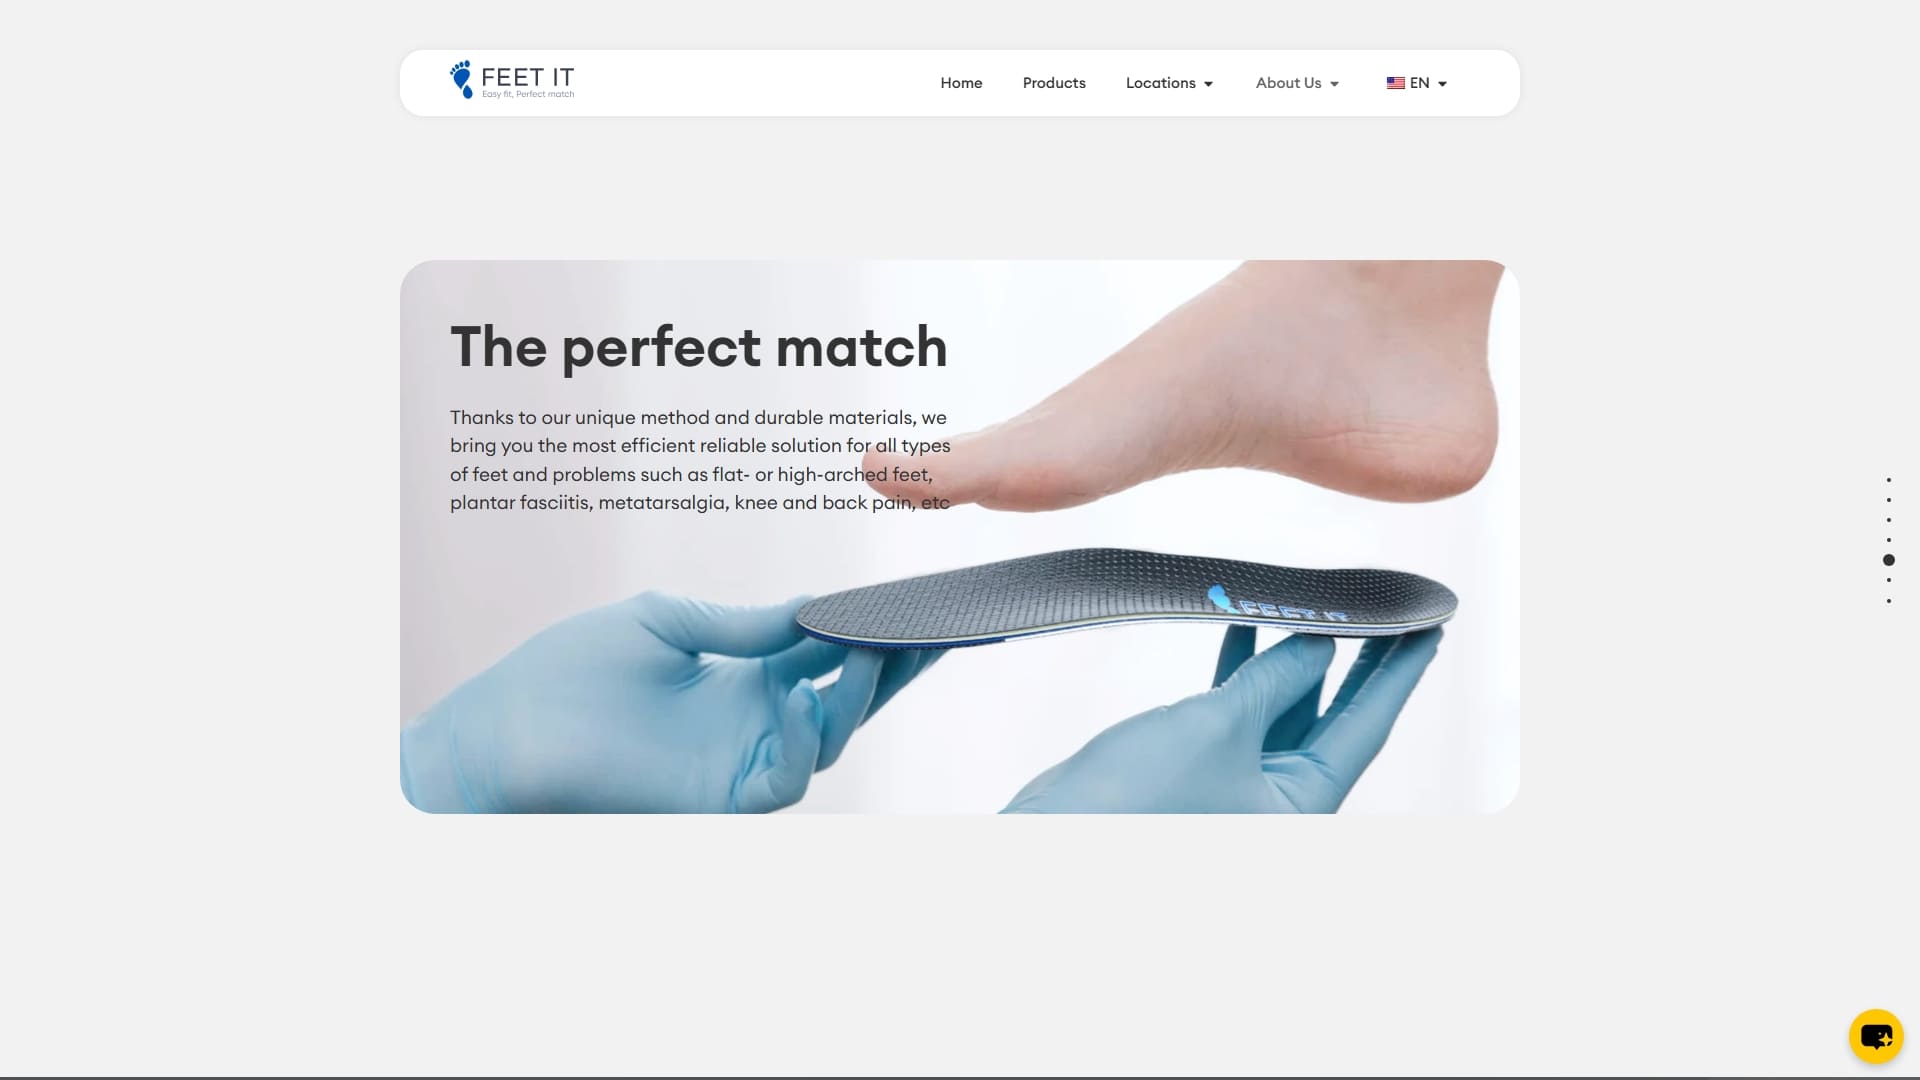 FEET IT
Easy fit, Perfect match
Home
Products
Locations
About Us
EN
The perfect match
Thanks to our unique method and durable materials, we
bring you the most efficient reliable solution for all types
of feet and problems such as flat- or high-arched feet,
plantar fasciitis, metatarsalgia, knee and back pain, etc
FEET IT